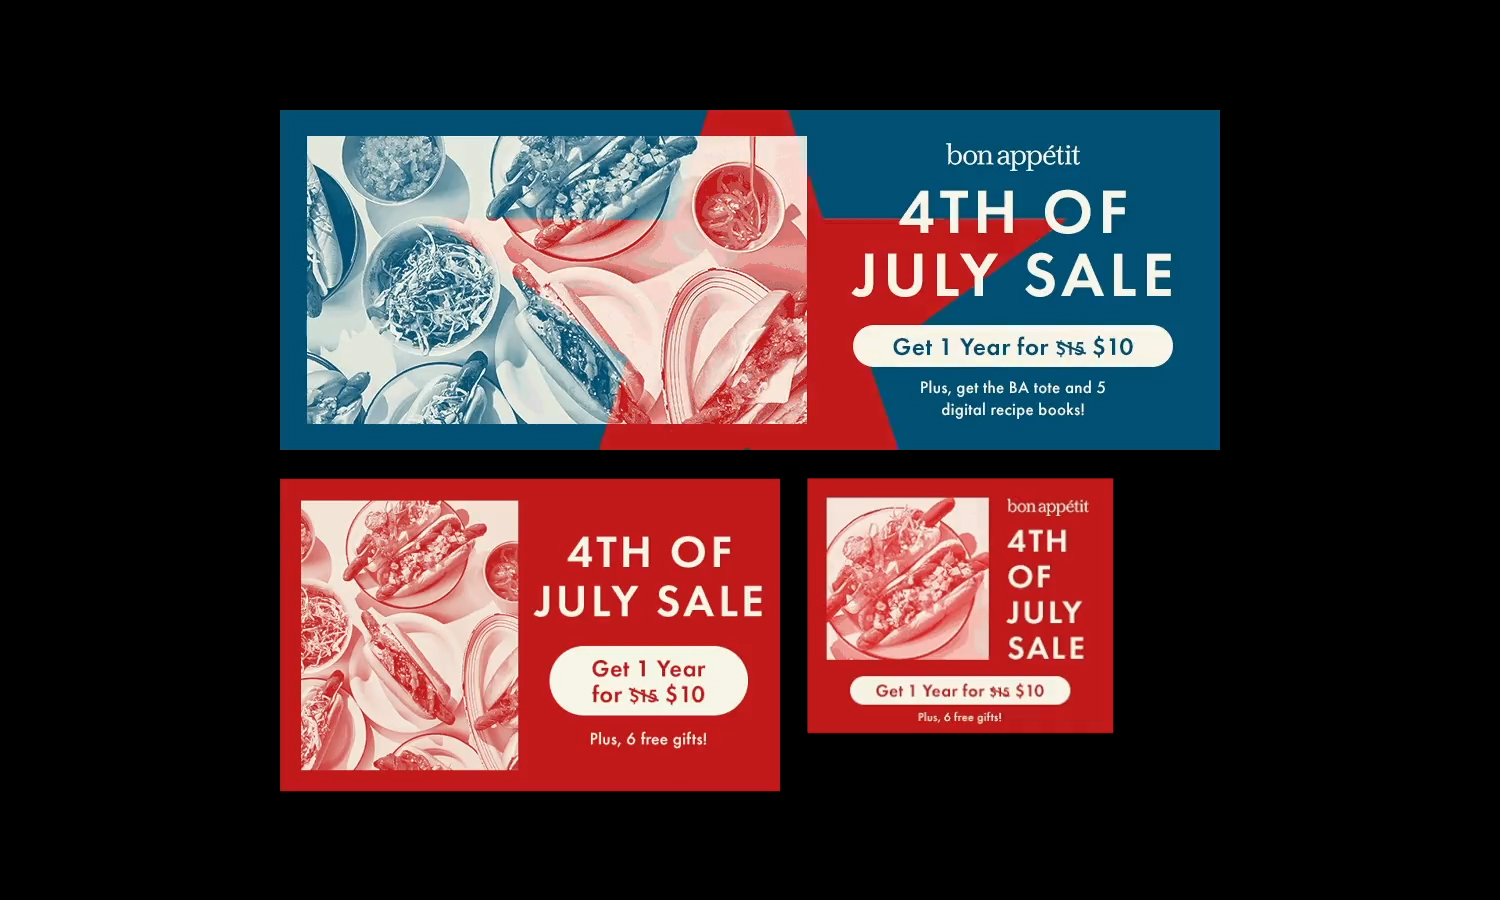 bon appétit
4TH OF
JULY SALE
Get 1 Year for $15 $10
Plus, get the BA tote and 5
digital recipe books!
4TH OF
JULY SALE
Get 1 Year
for $15 $10
Plus, 6 free gifts!
bon appétit
4TH
OF
JULY
SALE
Get 1 Year for $15 $10
Plus, 6 free gifts!